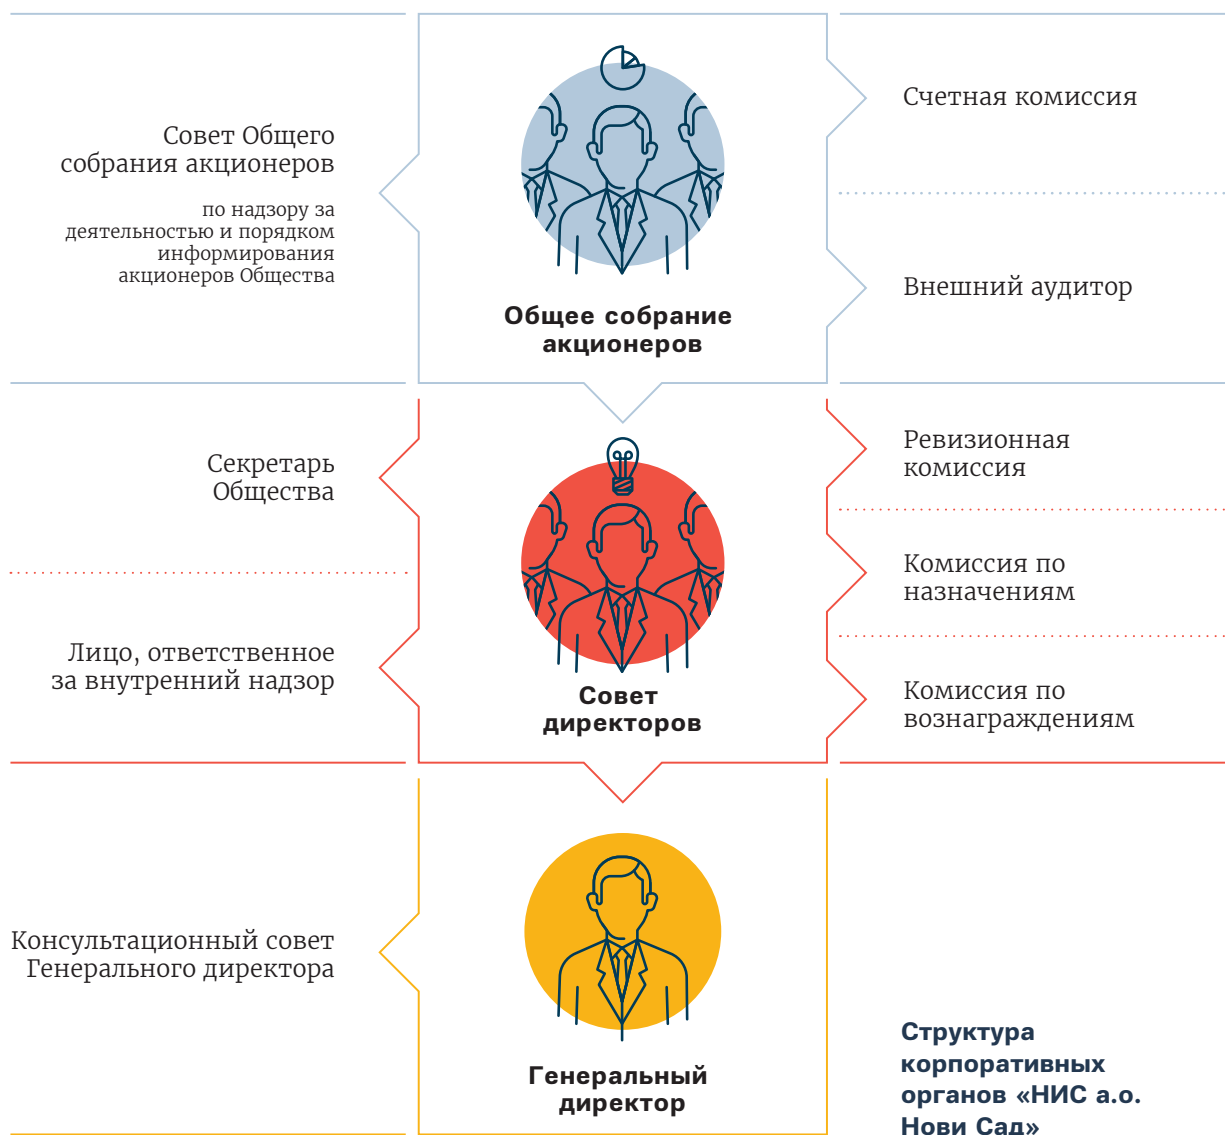 Совет Общего
собрания акционеров
по надзору за
деятельностью и порядком
информирования
акционеров Общества
Общее собрание
акционеров
Счетная комиссия
Внешний аудитор
Секретарь
Общества
Лицо, ответственное
за внутренний надзор
Совет
директоров
Ревизионная
комиссия
Комиссия по
назначениям
Комиссия по
вознаграждениям
Консультационный совет
Генерального директора
Генеральный
директор
Структура
корпоративных
органов «НИС а.о.
Нови Сад»